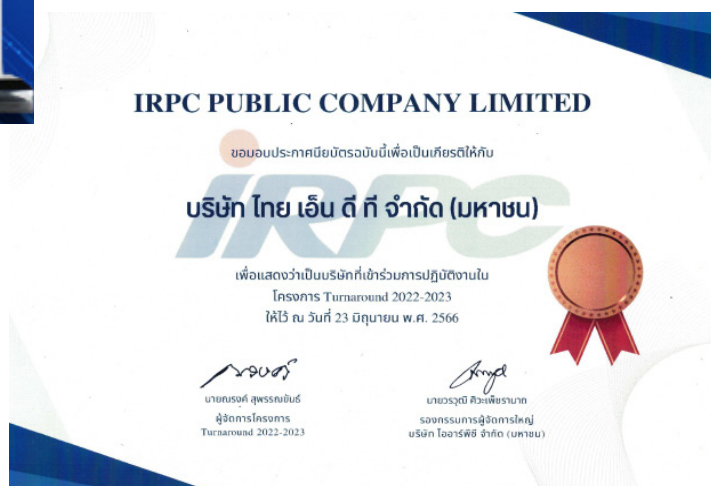 IRPC PUBLIC COMPANY LIMITED
ขอมอบประกาศนียบัตรฉบับนี้เพื่อเป็นเกียรติให้กับ
iRPC
บริษัท ไทย เอ็น ดี ที จำกัด (มหาชน)
เพื่อแสดงว่าเป็นบริษัทที่เข้าร่วมการปฏิบัติงานใน
โครงการ Turnaround 2022-2023
ให้ไว้ ณ วันที่ 23 มิถุนายน พ.ศ. 2566
นายณรงค์ สุพรรณขันธ์
ผู้จัดการโครงการ
Turnaround 2022-2023
นายวรวุฒิ ศิวะเพ็ชรานาถ
รองกรรมการผู้จัดการใหญ่
บริษัท ไออาร์พีซี จำกัด (มหาชน)